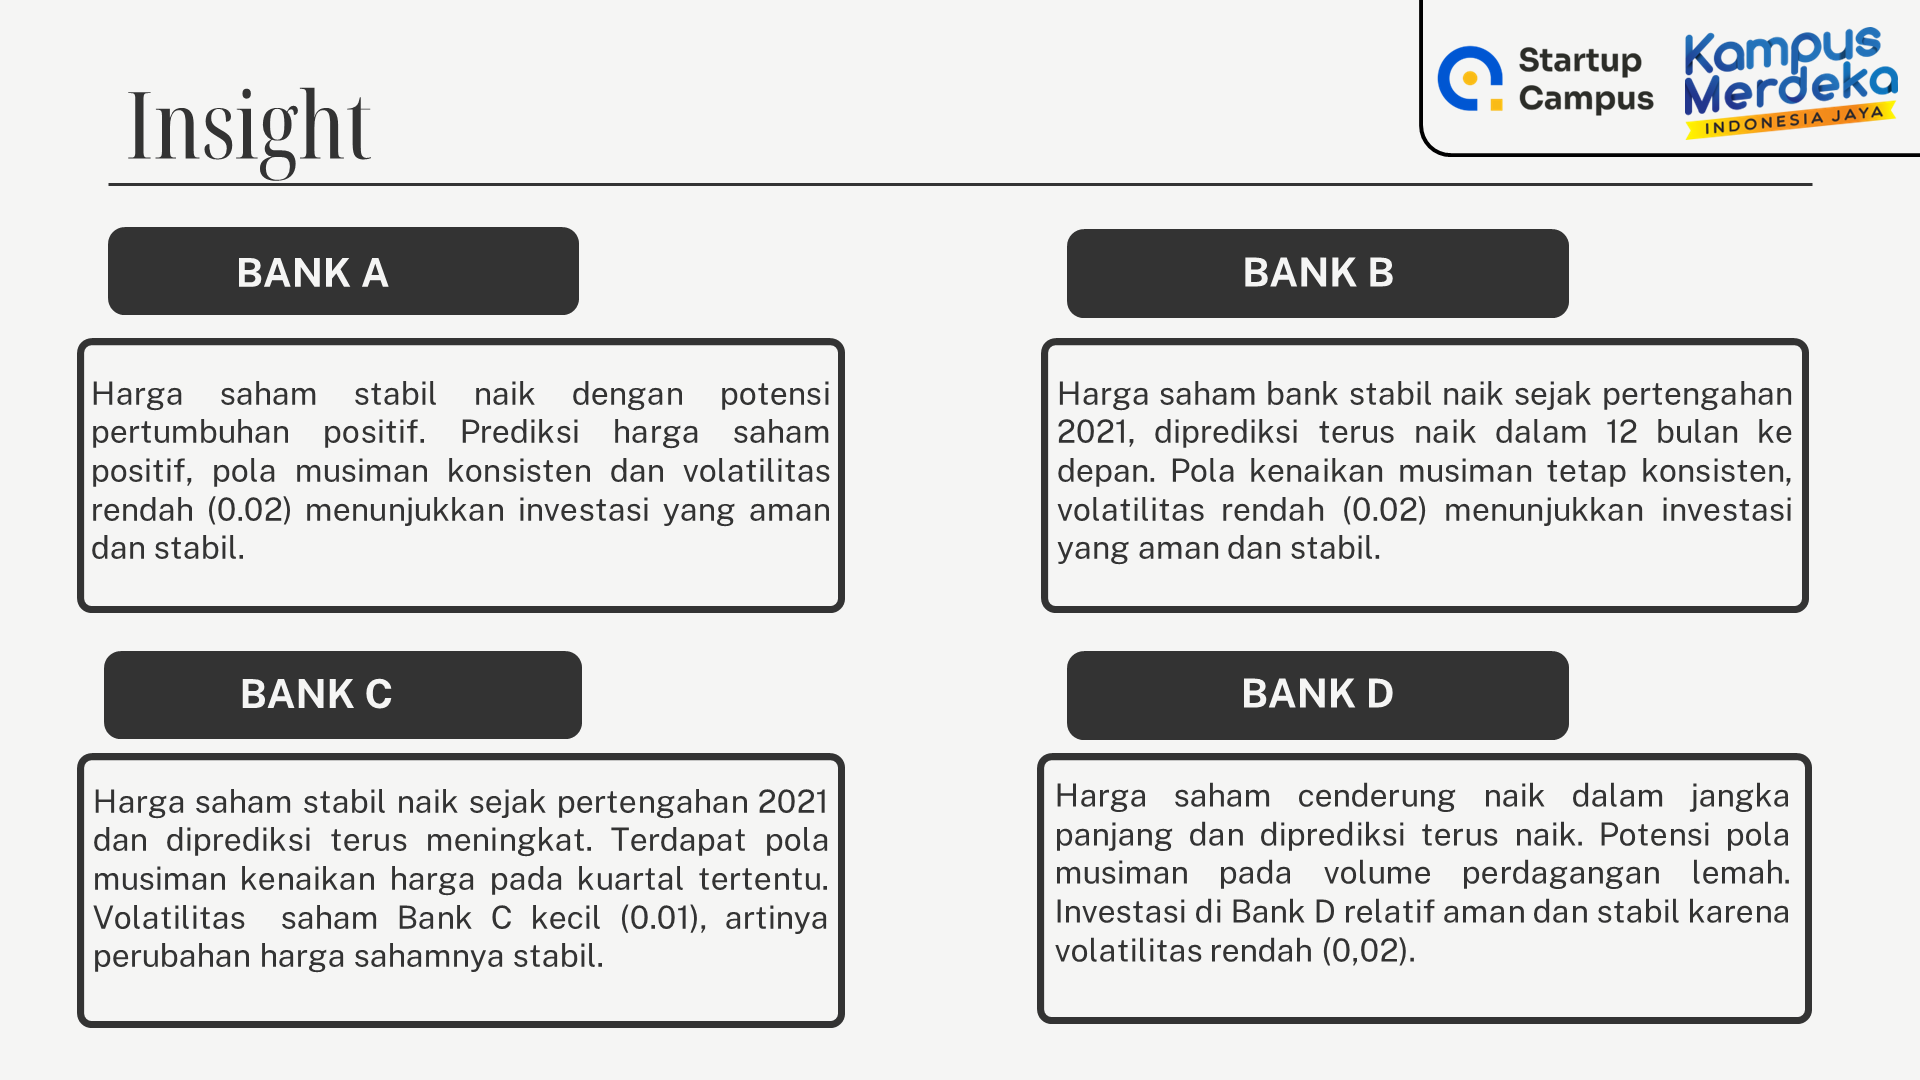 Insight
Startup
Campus
Kampus
Merdeka
INDONESIA JAYA
BANK A
Harga saham stabil naik dengan potensi
pertumbuhan positif. Prediksi harga saham
positif, pola musiman konsisten dan volatilitas
rendah (0.02) menunjukkan investasi yang aman
dan stabil.
BANK B
Harga saham bank stabil naik sejak pertengahan
2021, diprediksi terus naik dalam 12 bulan ke
depan. Pola kenaikan musiman tetap konsisten,
volatilitas rendah (0.02) menunjukkan investasi
yang aman dan stabil.
BANK C
Harga saham stabil naik sejak pertengahan 2021
dan diprediksi terus meningkat. Terdapat pola
musiman kenaikan harga pada kuartal tertentu.
Volatilitas saham Bank C kecil (0.01), artinya
perubahan harga sahamnya stabil.
BANK D
Harga saham cenderung naik dalam jangka
panjang dan diprediksi terus naik. Potensi pola
musiman pada volume perdagangan lemah.
Investasi di Bank D relatif aman dan stabil karena
volatilitas rendah (0,02).